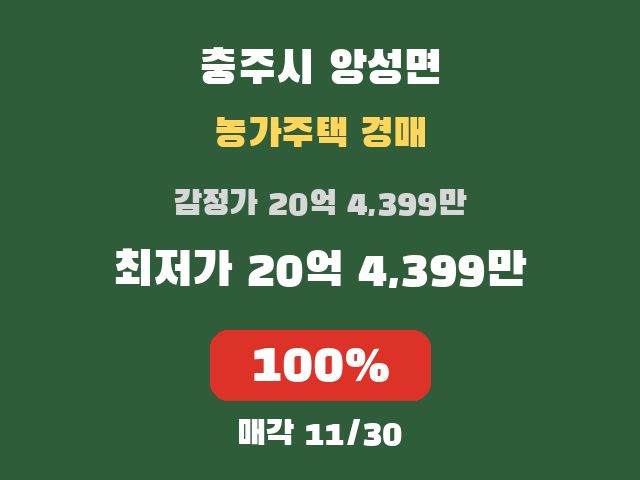 충주시 앙성면
농가주택 경매
감정가 20억 4,399만
최저가 20억 4,399만
100%
매각 11/30